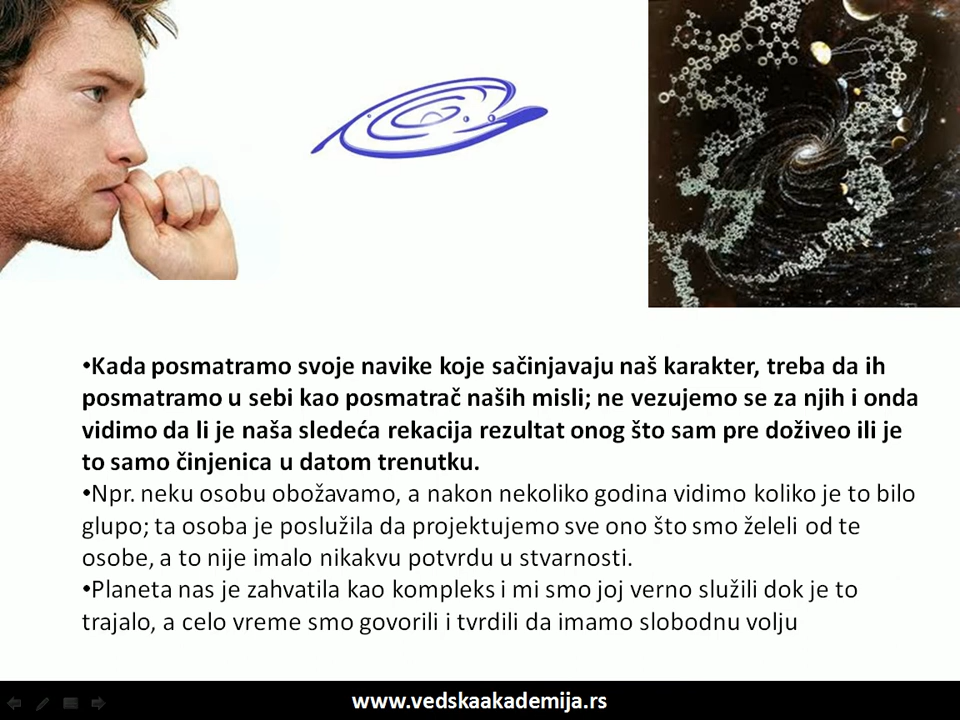 •Kada posmatramo svoje navike koje sačinjavaju naš karakter, treba da ih
posmatramo u sebi kao posmatrač naših misli; ne vezujemo se za njih i onda
vidimo da li je naša sledeća rekacija rezultat onog što sam pre doživeo ili je
to samo činjenica u datom trenutku.
•Npr. neku osobu obožavamo, a nakon nekoliko godina vidimo koliko je to bilo
glupo; ta osoba je poslužila da projektujemo sve ono što smo želeli od te
osobe, a to nije imalo nikakvu potvrdu u stvarnosti.
•Planeta nas je zahvatila kao kompleks i mi smo joj verno služili dok je to
trajalo, a celo vreme smo govorili i tvrdili da imamo slobodnu volju
www.vedskaakademija.rs